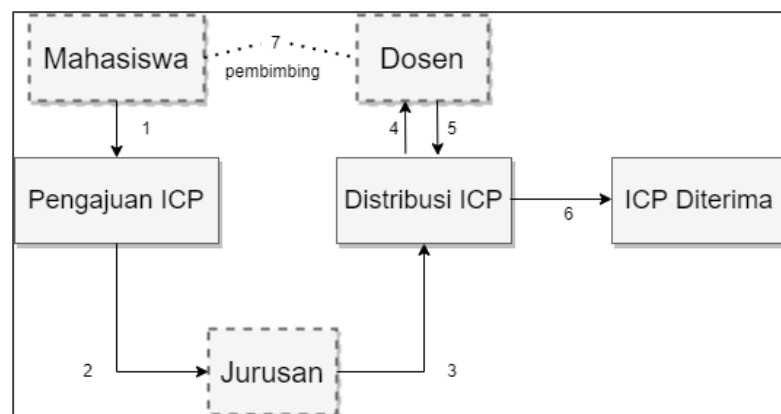 Mahasiswa
7
pembimbing
Dosen
1
4
5
Pengajuan ICP
Distribusi ICP
6
ICP Diterima
2
Jurusan
3